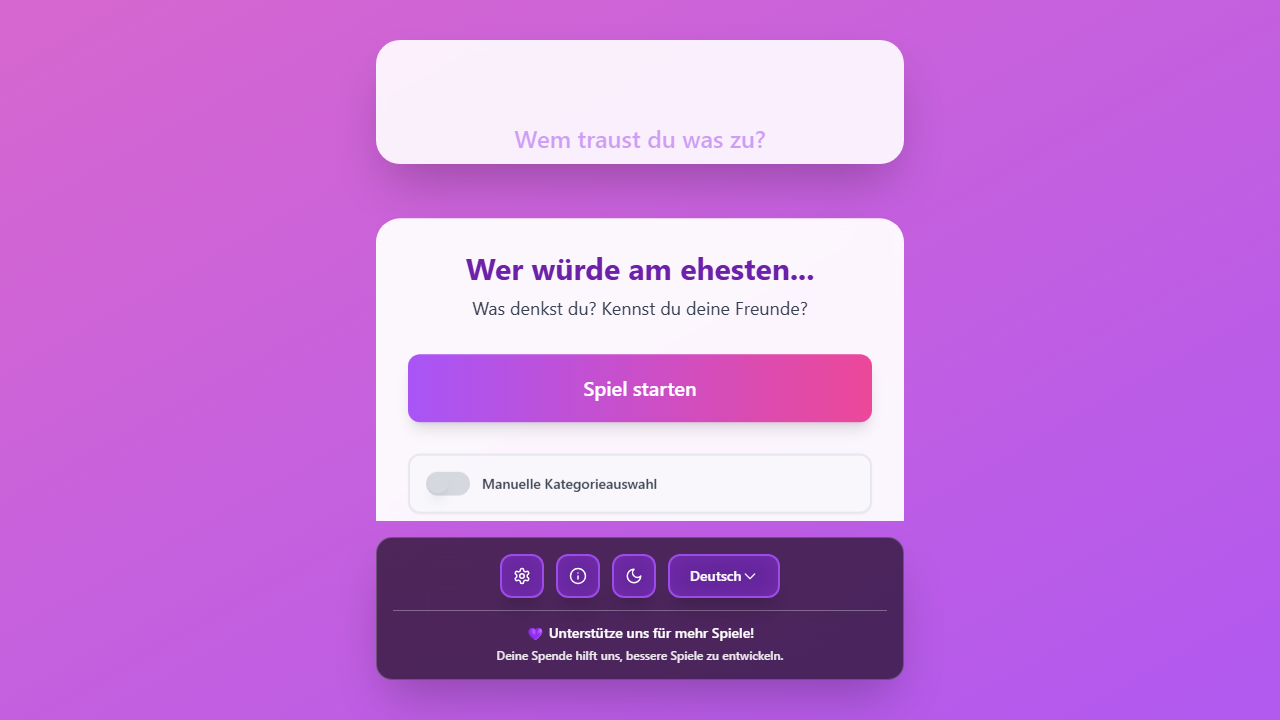 Wem traust du was zu?
Wer würde am ehesten...
Was denkst du? Kennst du deine Freunde?
Spiel starten
Manuelle Kategorieauswahl
Deutsch
💜 Unterstütze uns für mehr Spiele!
Deine Spende hilft uns, bessere Spiele zu entwickeln.